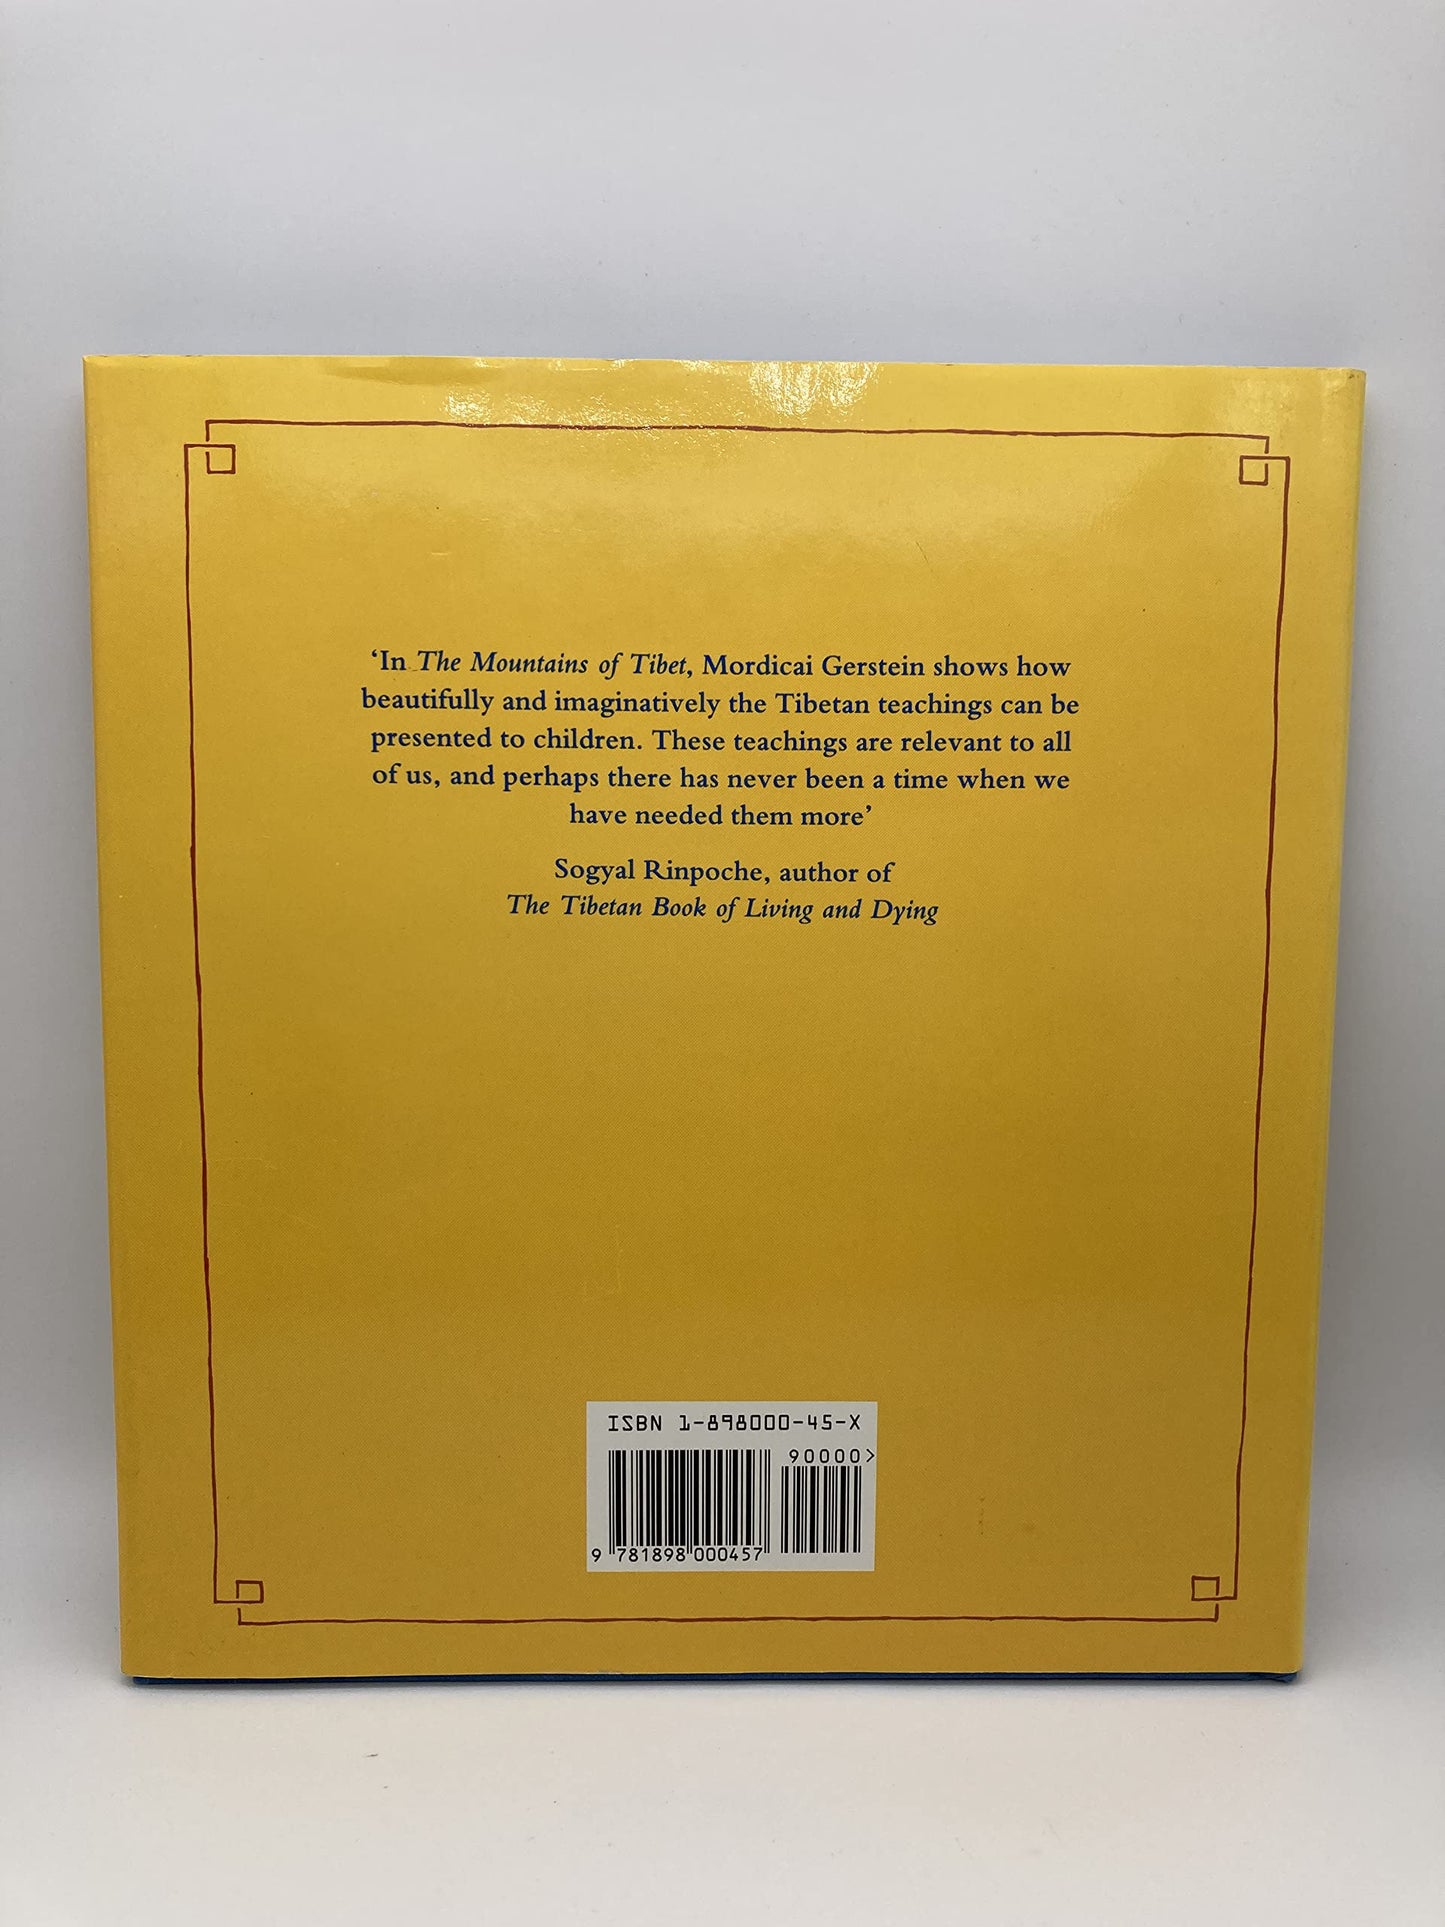 ‘In The Mountains of Tibet, Mordicai Gerstein shows how
beautifully and imaginatively the Tibetan teachings can be
presented to children. These teachings are relevant to all
of us, and perhaps there has never been a time when we
have needed them more’
Sogyal Rinpoche, author of
The Tibetan Book of Living and Dying
ISBN 1-898000-45-X
90000>
9 781898 000457